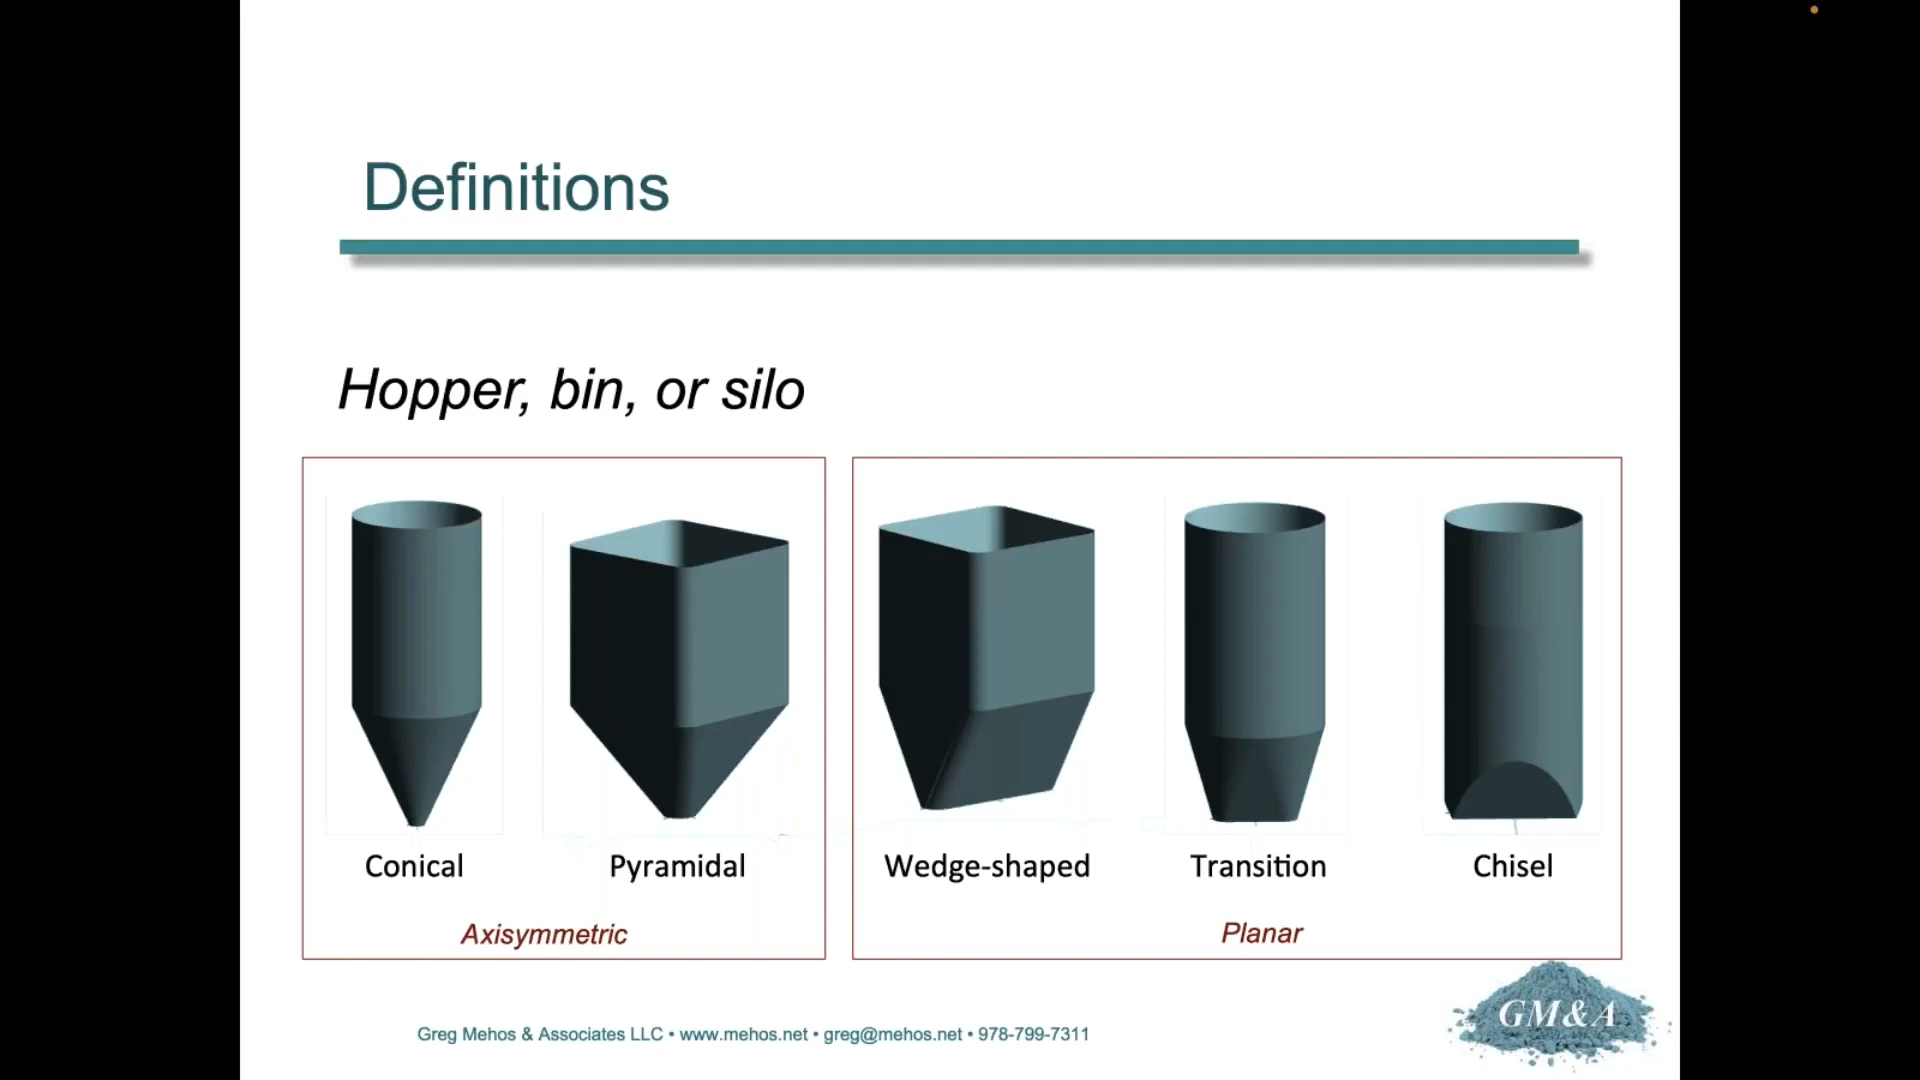 Definitions
Hopper, bin, or silo
Conical
Pyramidal
Wedge-shaped
Transition
Chisel
Axisymmetric
Planar
GM&A
Greg Mehos & Associates LLC • www.mehos.net • greg@mehos.net • 978-799-7311